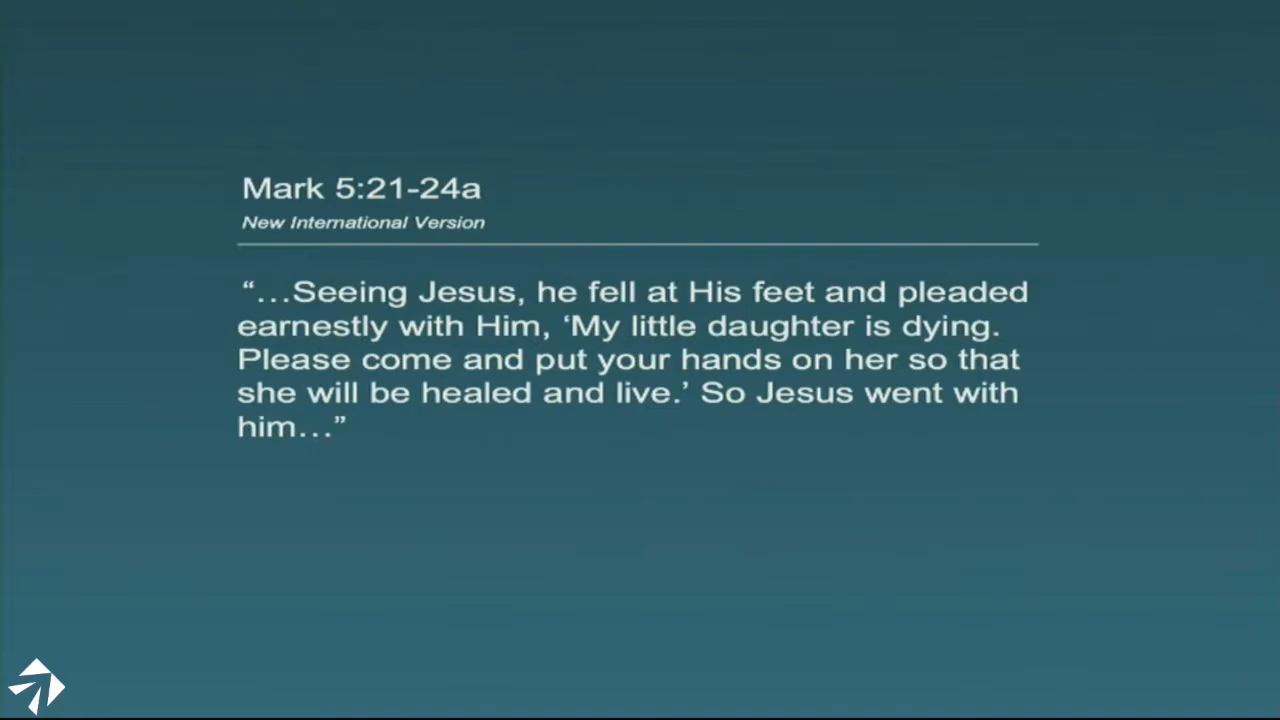 Mark 5:21-24a
New International Version
“…Seeing Jesus, he fell at His feet and pleaded
earnestly with Him, ‘My little daughter is dying.
Please come and put your hands on her so that
she will be healed and live.’ So Jesus went with
him…”